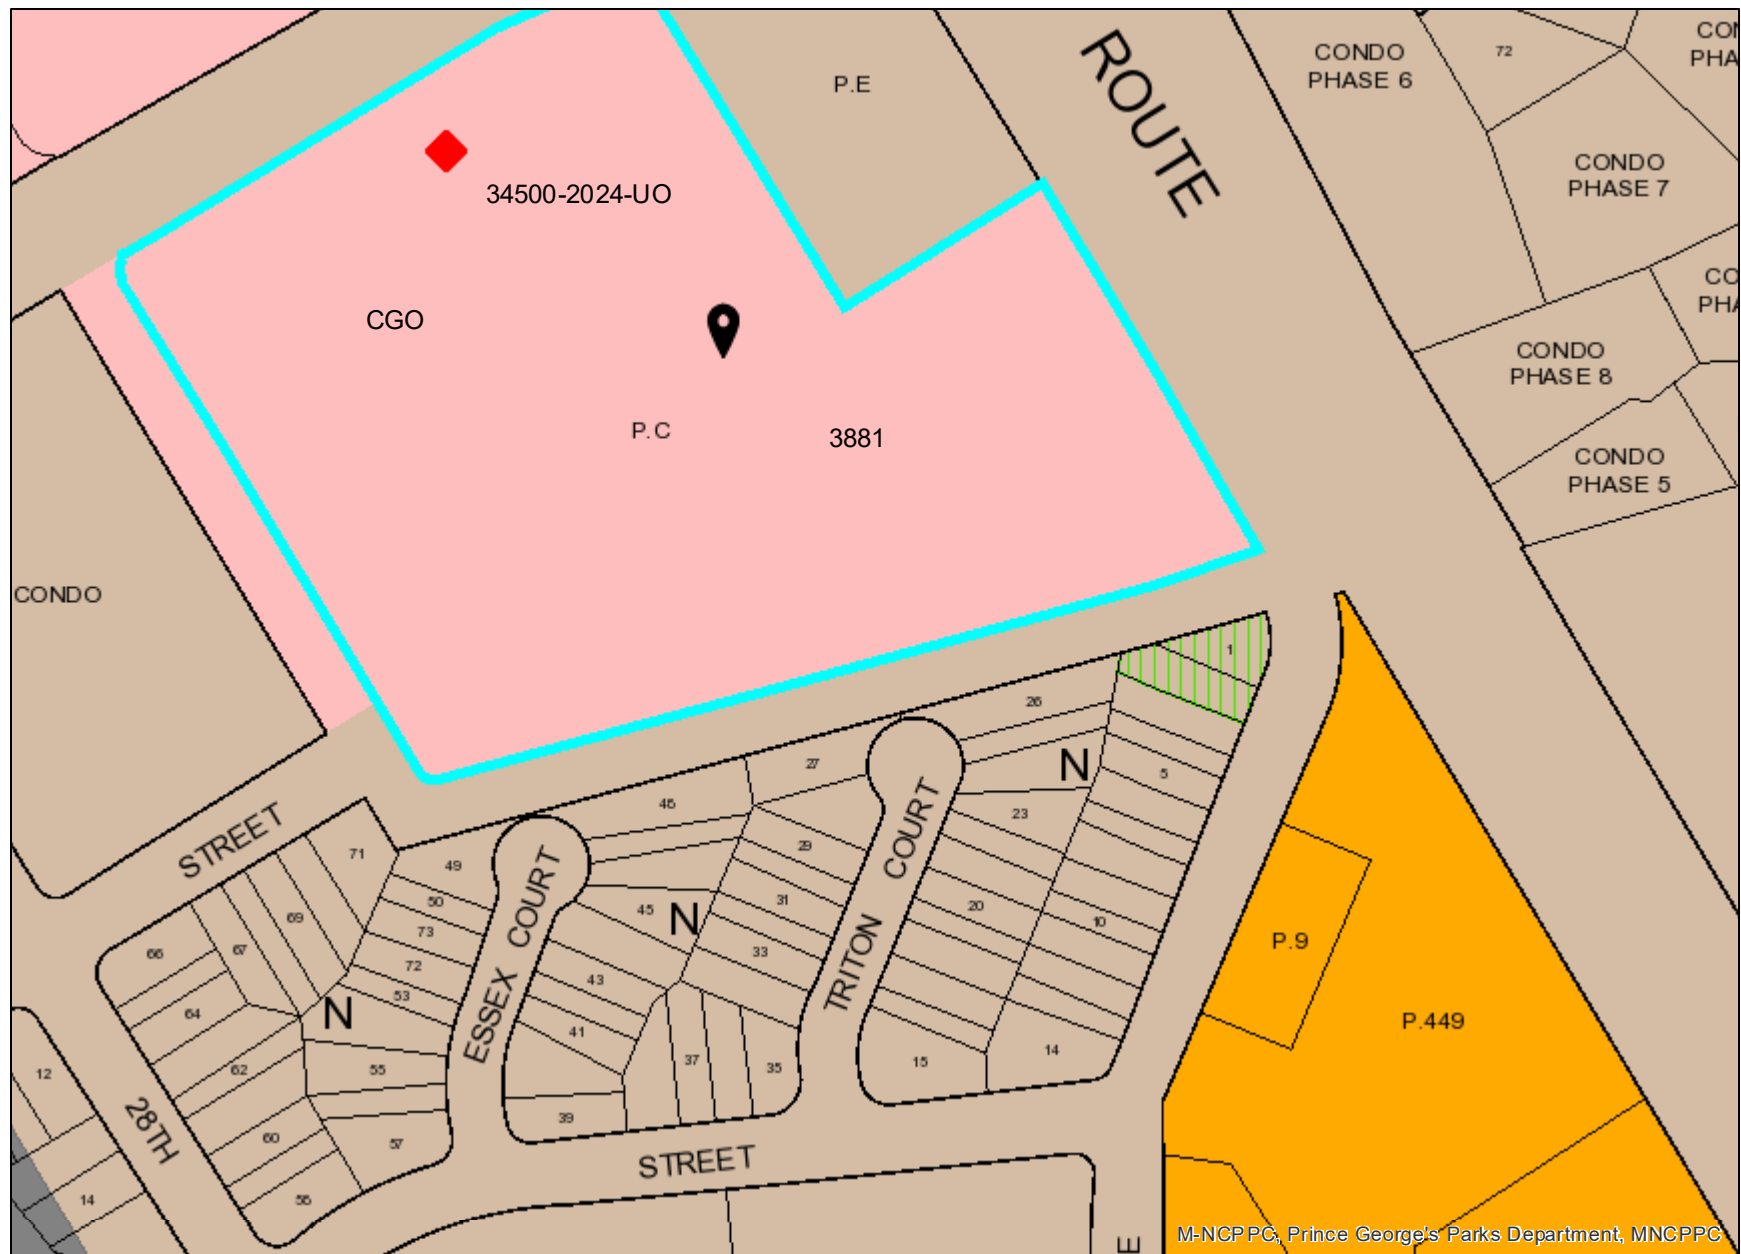 CONDO
PHASE 6
72
P.E
ROUTE
CONDO
PHASE 7
34500-2024-UO
CGO
P.C
3881
CONDO
PHASE 8
CONDO
PHASE 5
CONDO
1
26
N
5
27
46
23
COURT
STREET
71
49
COURT
29
50
45
N
31
20
10
69
73
66
67
72
43
33
TRITON
P.9
53
ESSEX
64
N
41
P.449
12
62
55
37
35
15
14
28TH
39
60
57
STREET
14
56
E
M-NCPPC, Prince George's Parks Department, MNCPPC